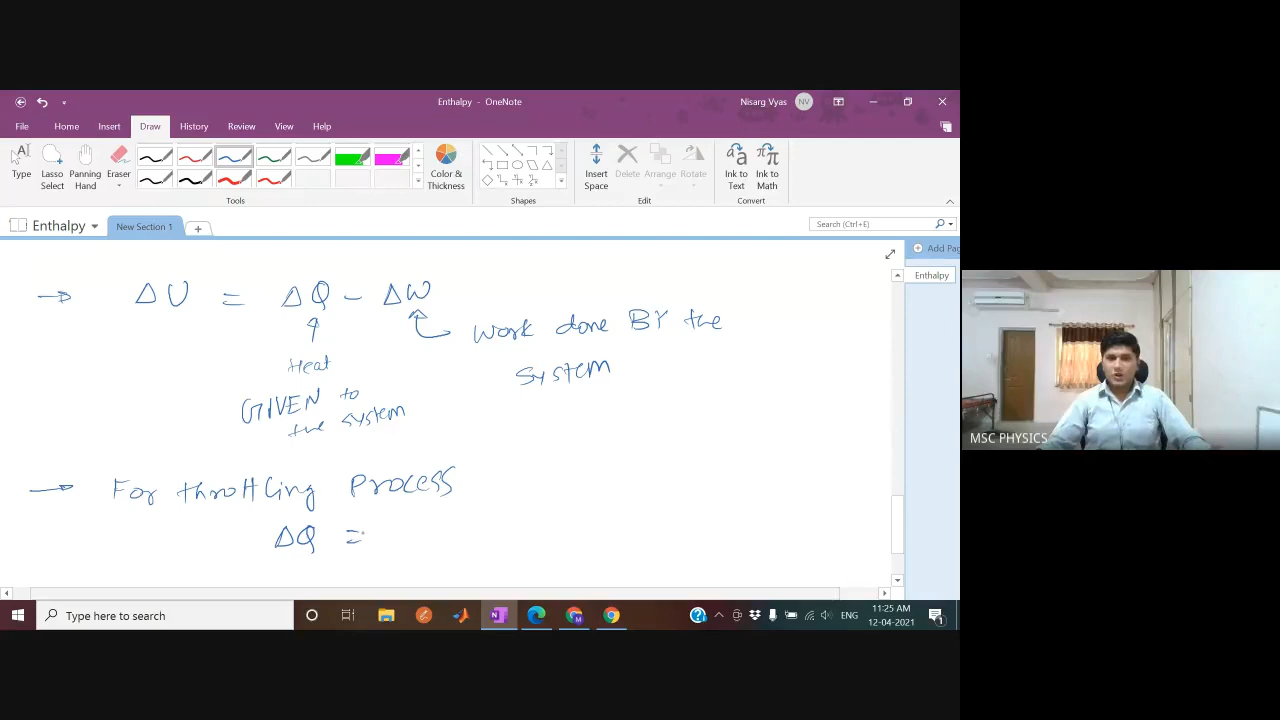 Enthalpy - OneNote
Nisarg Vyas NV
File Home Insert Draw History Review View Help
Type Lasso Select Panning Hand Eraser Color & Thickness Insert Space Delete Arrange Rotate Ink to Text Ink to Math
Tools Shapes Edit Convert
Enthalpy New Section 1 Search (Ctrl+E)
Add Pag
Enthalpy
→ ΔU = ΔQ − ΔW
Work done BY the
system
Heat
GIVEN to
the system
MSC PHYSICS
→ For throttling Process
ΔQ =
Type here to search
ENG
11:25 AM
12-04-2021
1